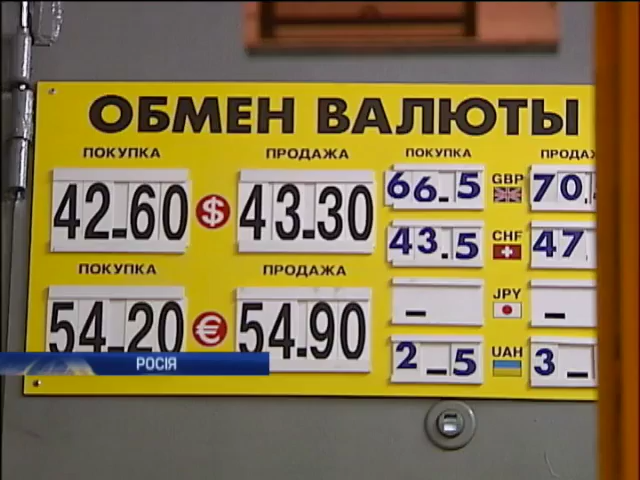 ОБМЕН ВАЛЮТЫ
ПОКУПКА ПРОДАЖА ПОКУПКА
42-60 $ 43-30 66.5 GBP 70.
43.5 CHF 47
ПОКУПКА ПРОДАЖА
- JPY -
54-20 € 54-90
2-5 UAH 3-
РОСІЯ